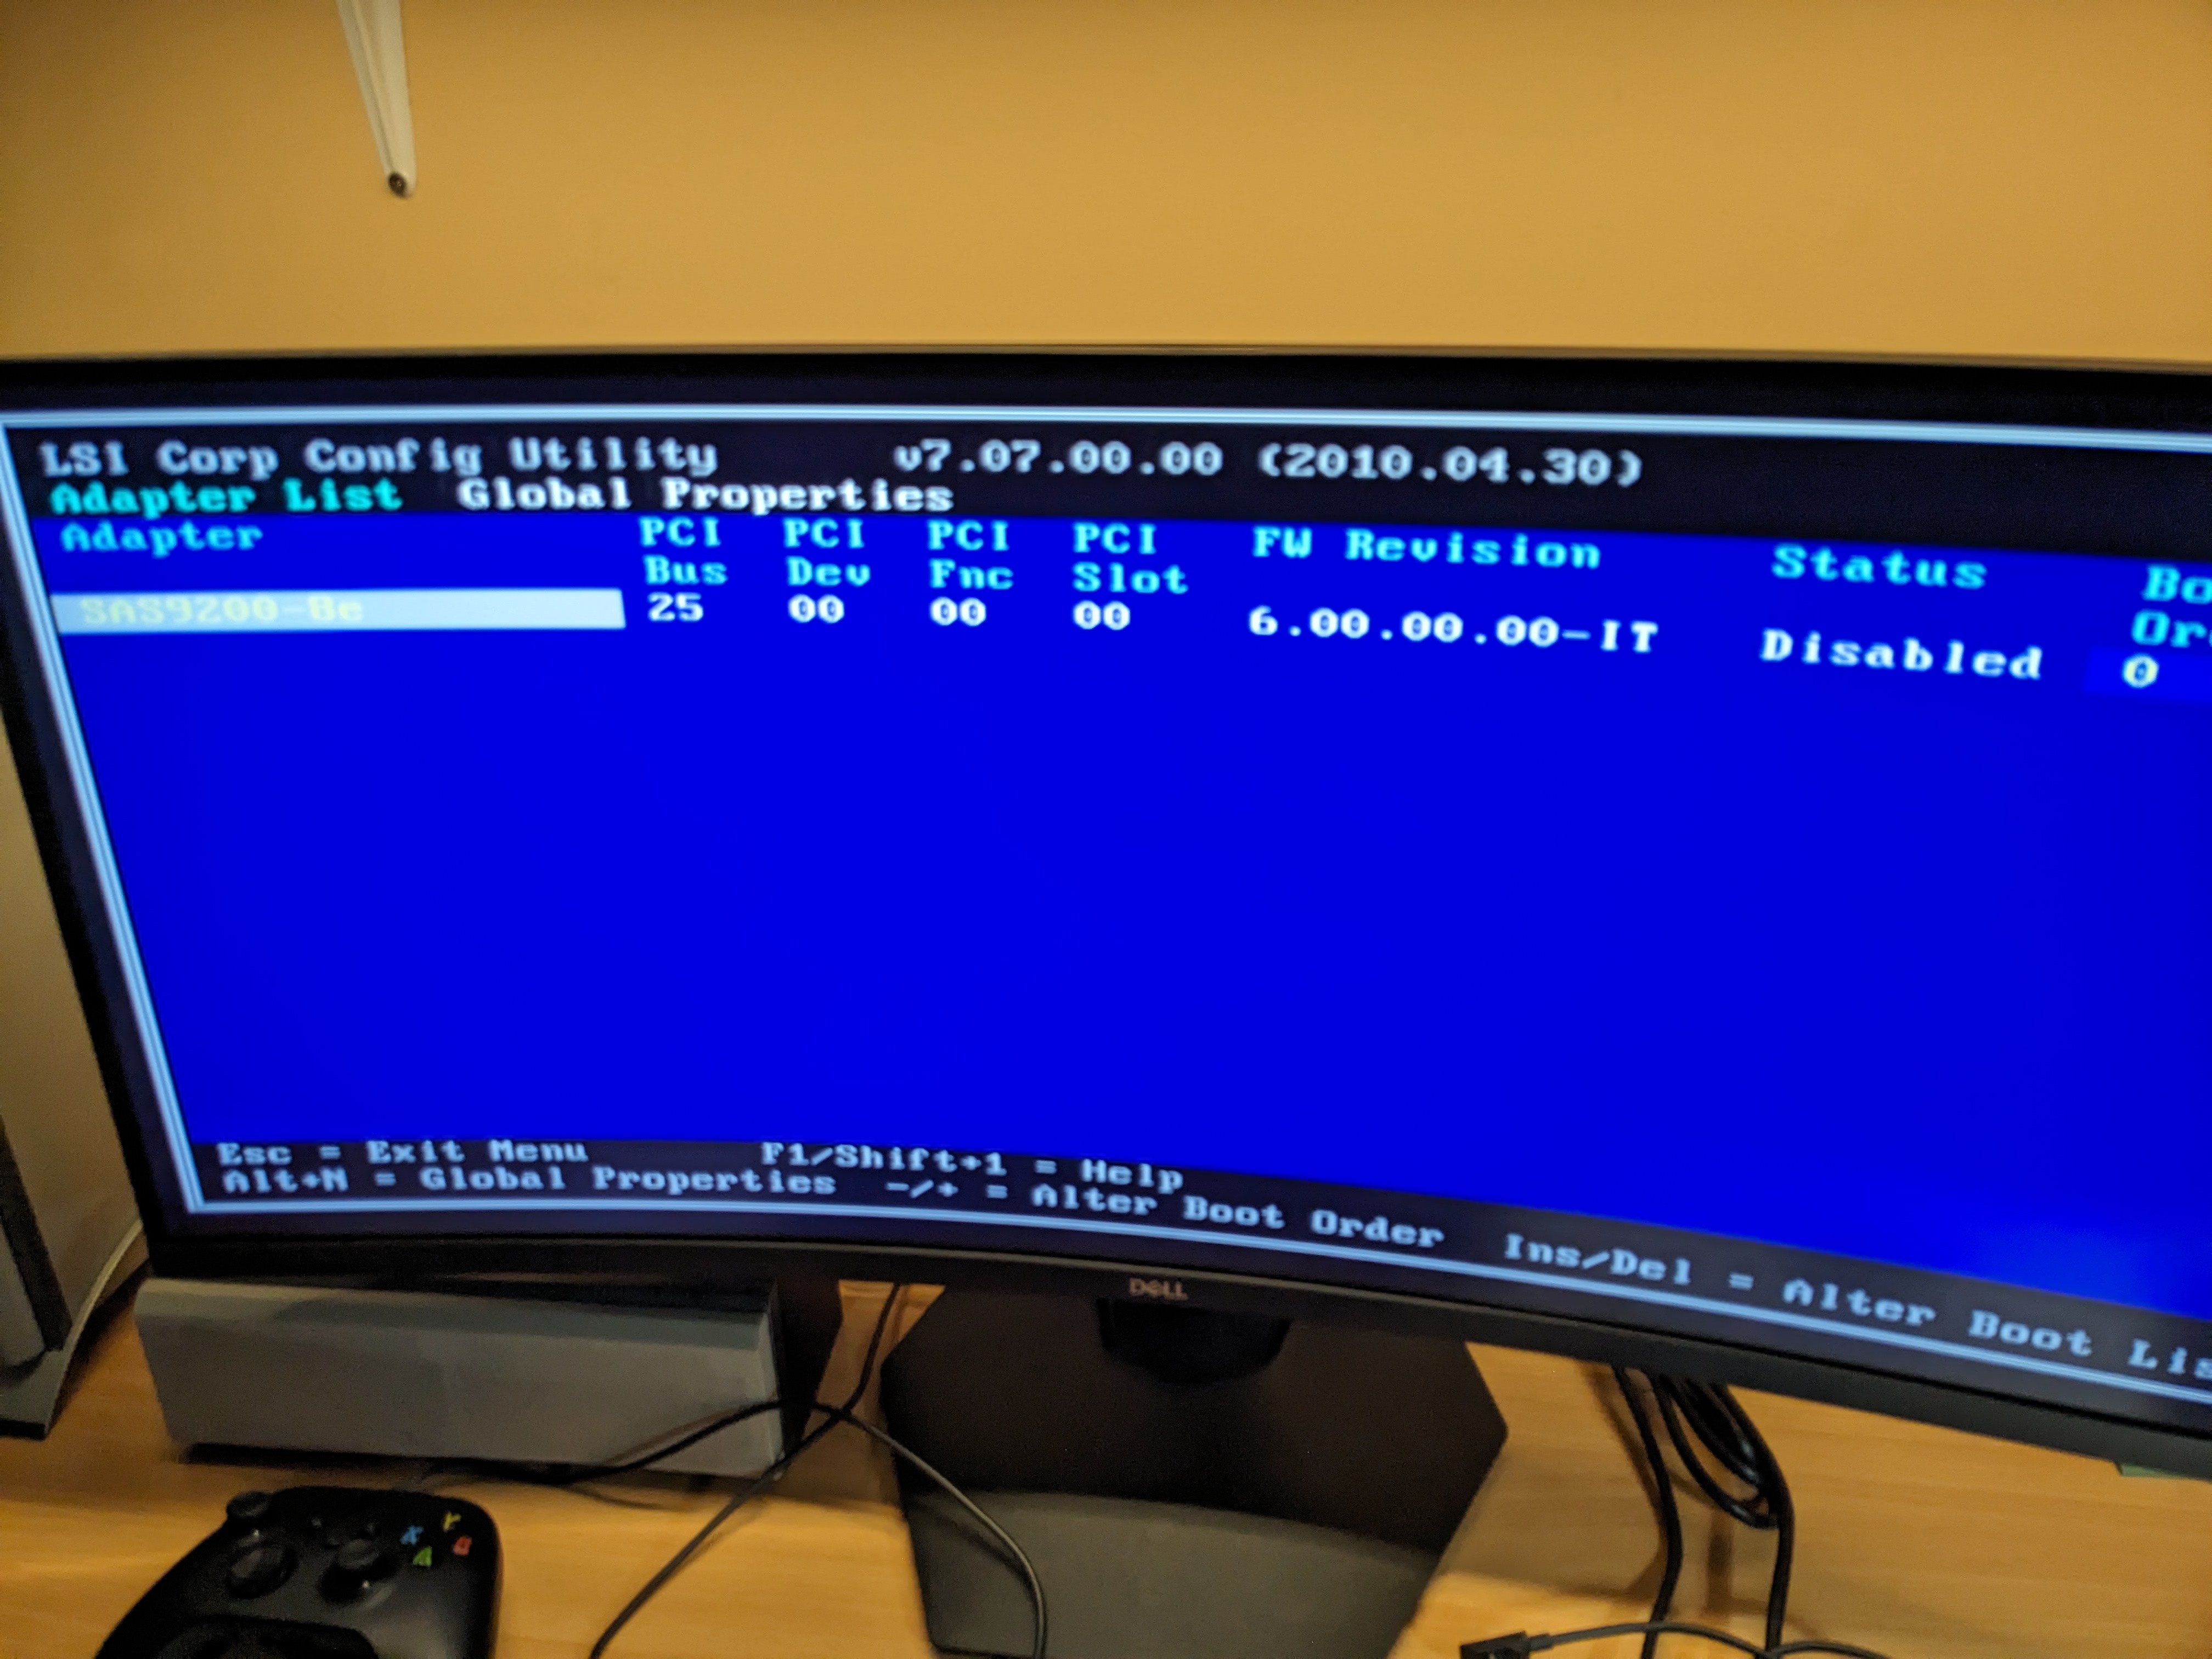 LSI Corp Config Utility v7.07.00.00 (2010.04.30)
Adapter List Global Properties
Adapter PCI PCI PCI PCI FW Revision Status Bo
Bus Dev Fnc Slot Or
SAS9200-8e 25 00 00 00 6.00.00.00-IT Disabled 0
Esc = Exit Menu F1/Shift+1 = Help
Alt+N = Global Properties -/+ = Alter Boot Order Ins/Del = Alter Boot Lis
DELL
Y
X B
A